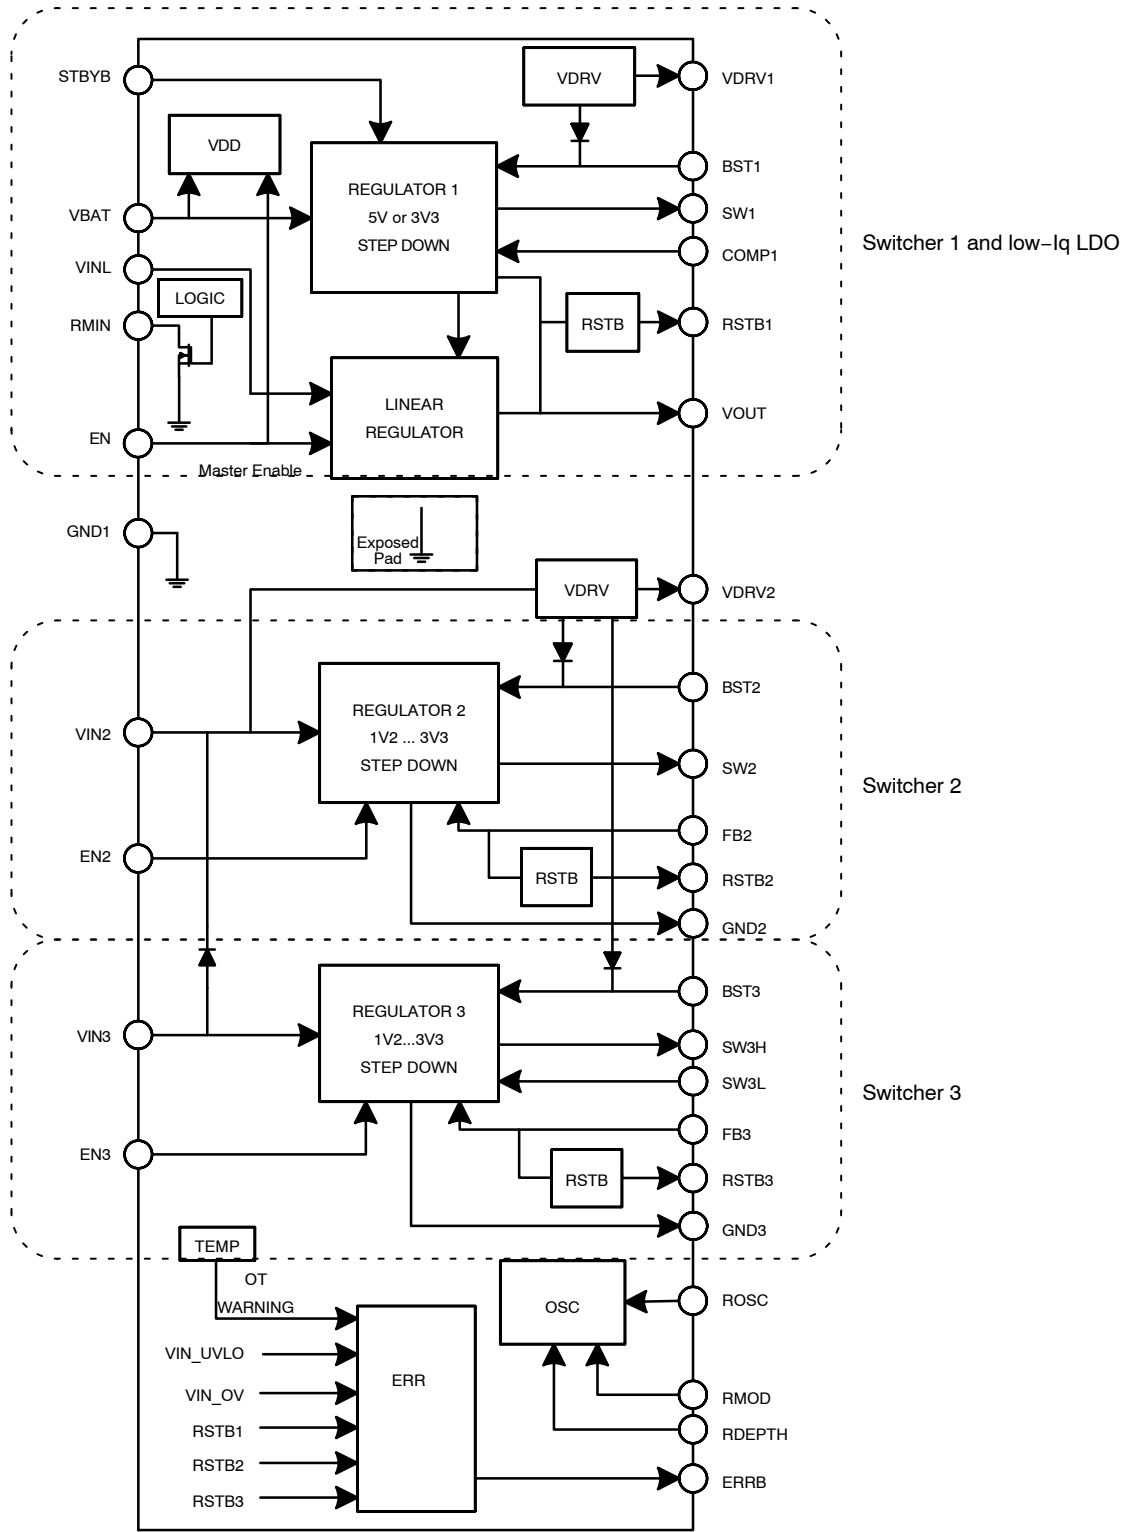 STBYB
VDRV
VDRV1
VDD
BST1
REGULATOR 1
5V or 3V3
STEP DOWN
VBAT
SW1
Switcher 1 and low−Iq LDO
COMP1
VINL
LOGIC
RMIN
RSTB
RSTB1
LINEAR
REGULATOR
VOUT
EN
Master Enable
GND1
Exposed
Pad
VDRV
VDRV2
BST2
REGULATOR 2
1V2 ... 3V3
STEP DOWN
VIN2
SW2
Switcher 2
FB2
EN2
RSTB
RSTB2
GND2
BST3
REGULATOR 3
1V2...3V3
STEP DOWN
VIN3
SW3H
SW3L
Switcher 3
FB3
EN3
RSTB
RSTB3
GND3
TEMP
OT
WARNING
OSC
ROSC
VIN_UVLO
ERR
VIN_OV
RMOD
RSTB1
RDEPTH
RSTB2
ERRB
RSTB3